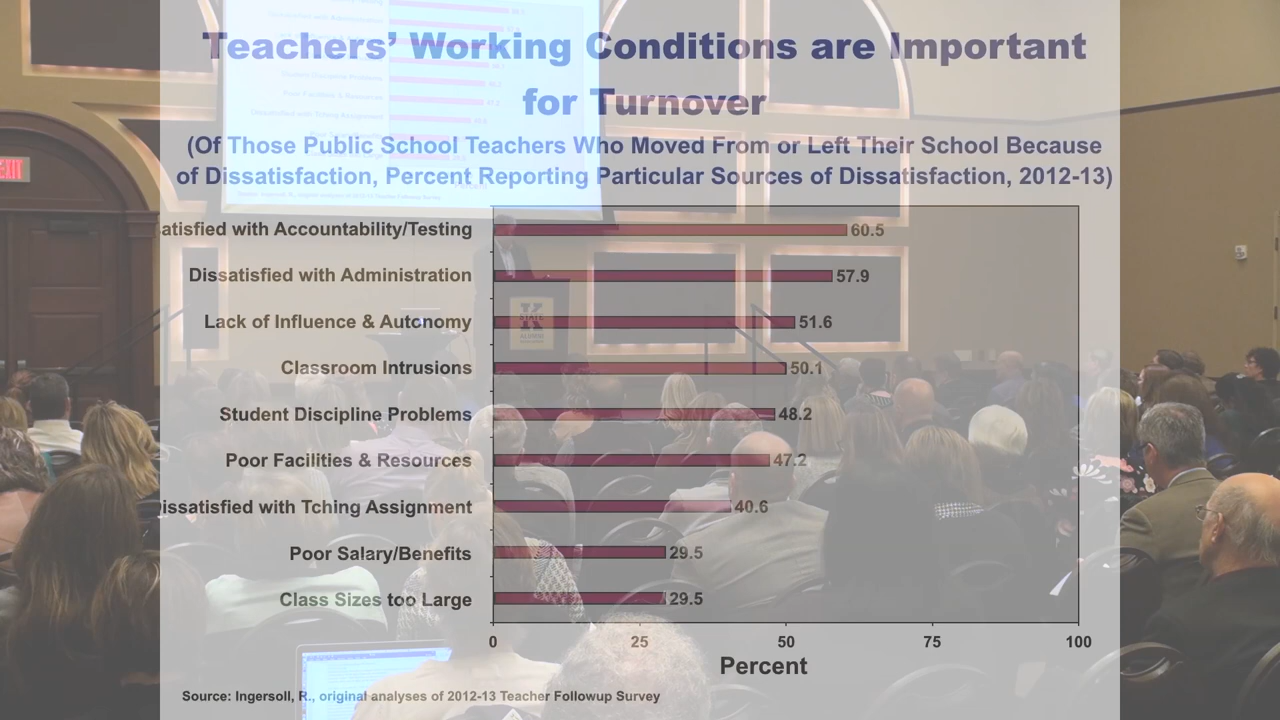 Teachers' Working Conditions are Important
for Turnover
(Of Those Public School Teachers Who Moved From or Left Their School Because
of Dissatisfaction, Percent Reporting Particular Sources of Dissatisfaction, 2012-13)
atisfied with Accountability/Testing 60.5
Dissatisfied with Administration 57.9
Lack of Influence & Autonomy 51.6
Classroom Intrusions 50.1
Student Discipline Problems 48.2
Poor Facilities & Resources 47.2
issatisfied with Tching Assignment 40.6
Poor Salary/Benefits 29.5
Class Sizes too Large 29.5
0 25 50 75 100
Percent
Source: Ingersoll, R., original analyses of 2012-13 Teacher Followup Survey
EXIT
K
STATE
ALUMNI